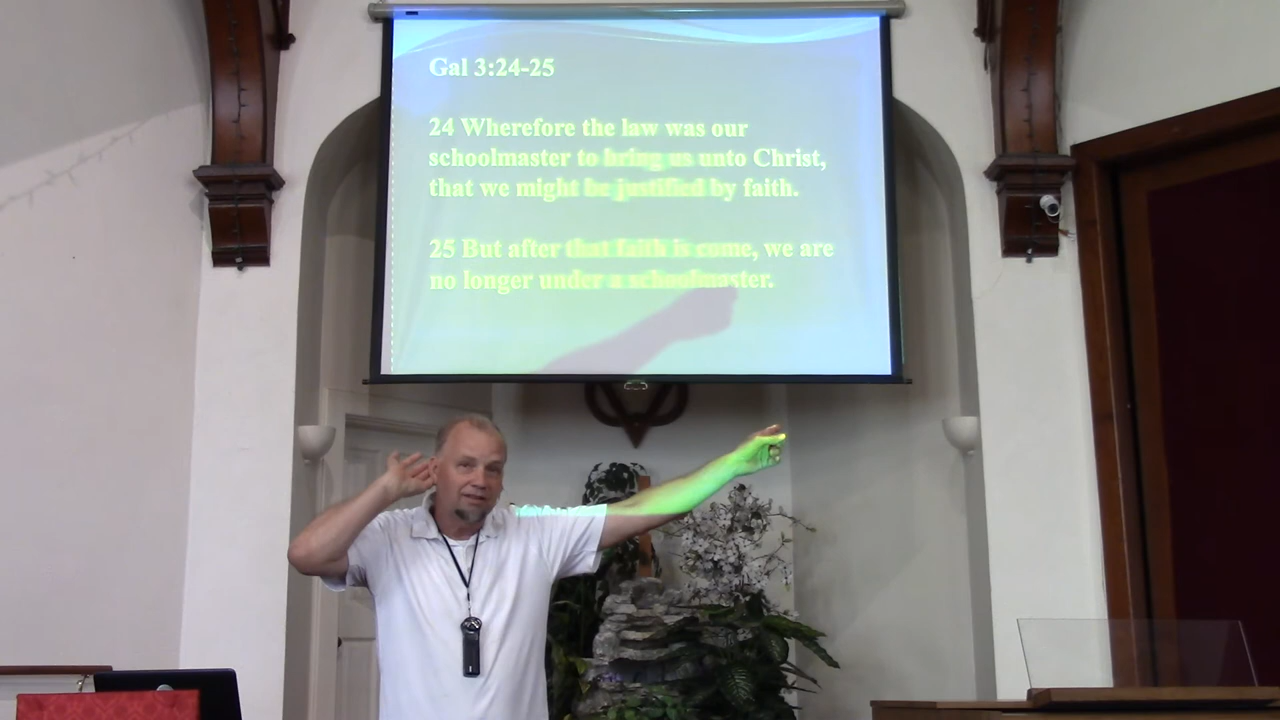 Gal 3:24-25
24 Wherefore the law was our
schoolmaster to bring us unto Christ,
that we might be justified by faith.
25 But after that faith is come, we are
no longer under a schoolmaster.